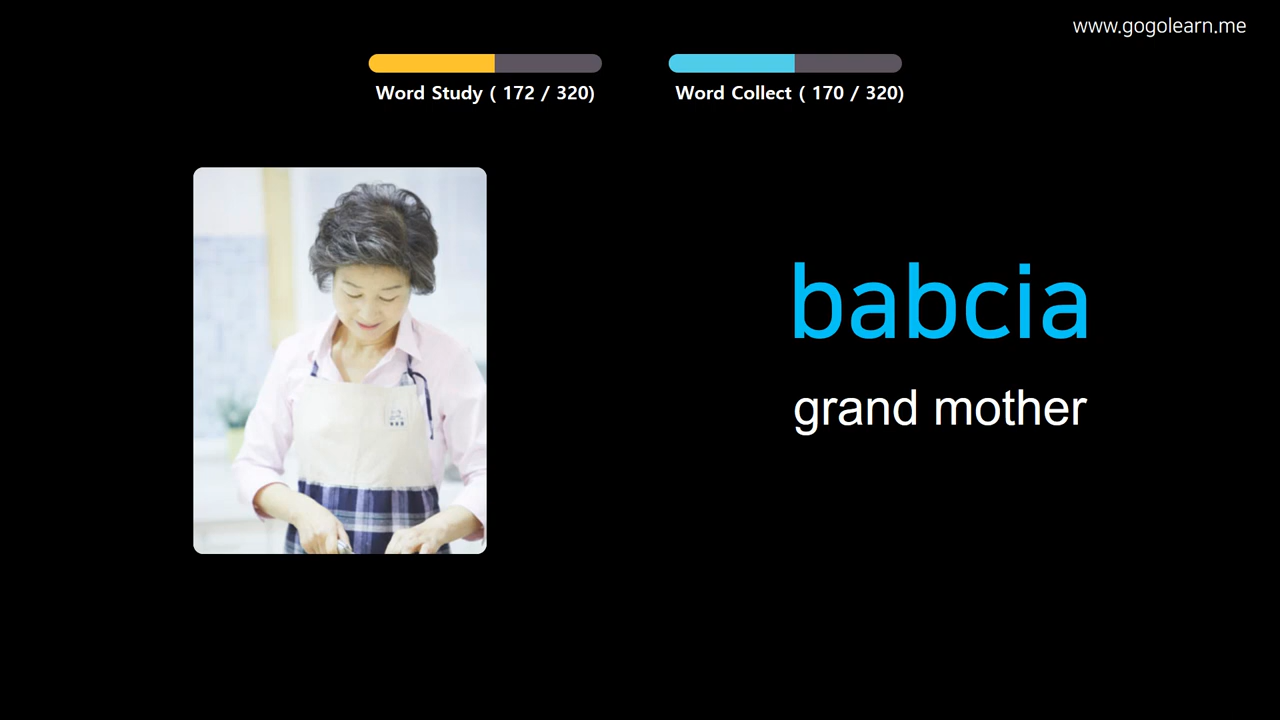 www.gogolearn.me
Word Study ( 172 / 320)
Word Collect ( 170 / 320)
babcia
grand mother